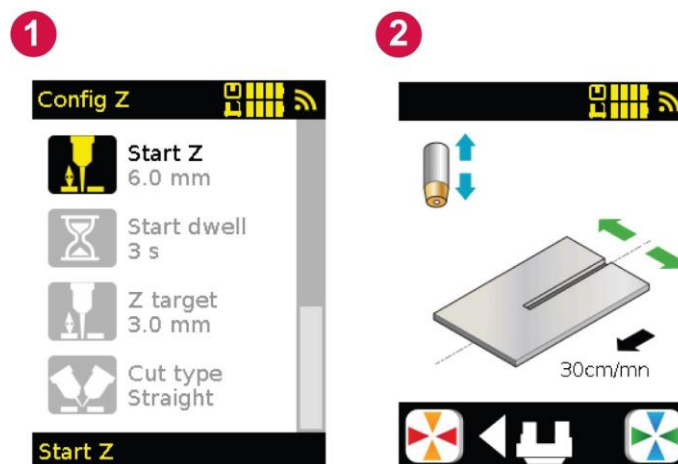 1
Config Z
Start Z
6.0 mm
Start dwell
3 s
Z target
3.0 mm
Cut type
Straight
Start Z
2
30cm/mn